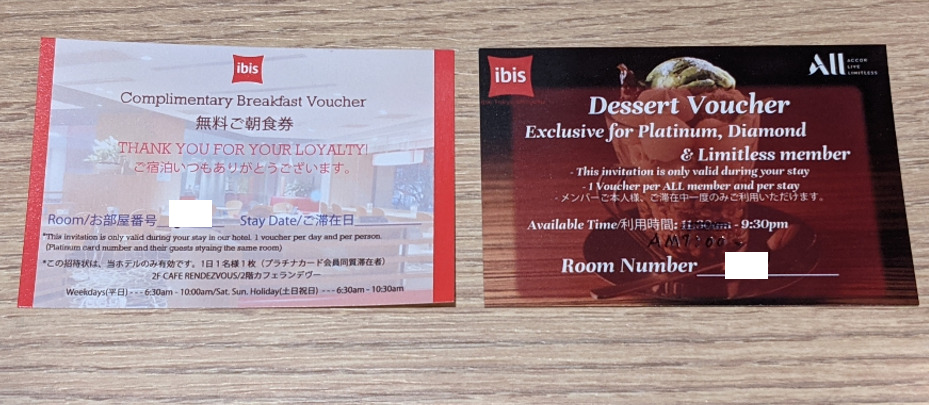 ibis
Complimentary Breakfast Voucher
無料ご朝食券
THANK YOU FOR YOUR LOYALTY!
ご宿泊いつもありがとうございます。
Room/お部屋番号 Stay Date/ご滞在日
*This invitation is only valid during your stay in our hotel. 1 voucher per day and per person.
(Platinum card number and their guests styaing the same room)
*この招待状は、当ホテルのみ有効です。1日1名様1枚（プラチナカード会員同質滞在者）
2F CAFE RENDEZVOUS/2階カフェランデヴー
Weekdays(平日) - - - 6:30am - 10:00am/Sat. Sun. Holiday(土日祝日) - - - 6:30am - 10:30am
ibis
ALL ACCOR
LIVE
LIMITLESS
Dessert Voucher
Exclusive for Platinum, Diamond
& Limitless member
- This invitation is only valid during your stay
- 1 Voucher per ALL member and per stay
- メンバーご本人様、ご滞在中一度のみご利用いただけます。
Available Time/利用時間: 11:30am - 9:30pm
AM7:00
Room Number